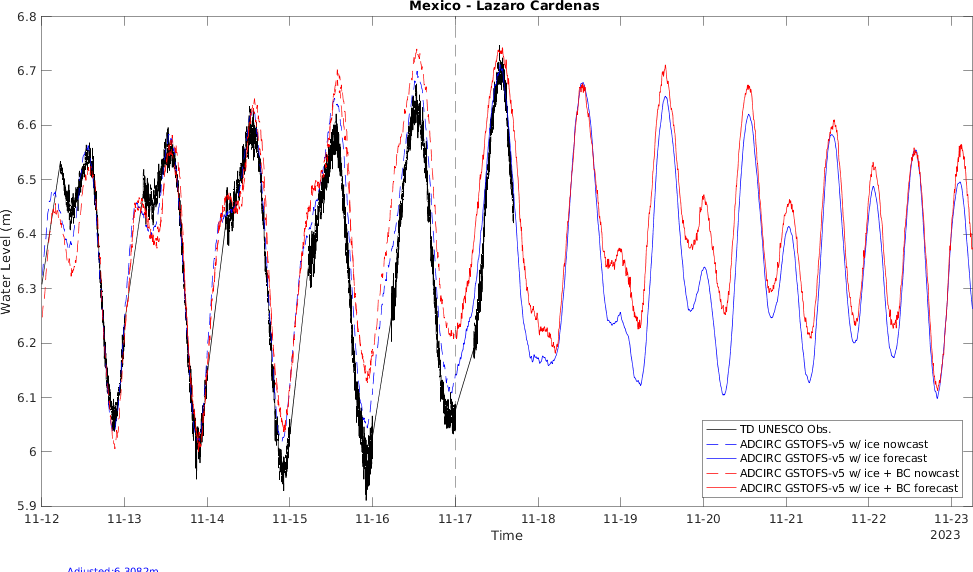 Mexico - Lazaro Cardenas
6.8
6.7
6.6
6.5
6.4
6.3
6.2
6.1
6
5.9
Water Level (m)
11-12 11-13 11-14 11-15 11-16 11-17 11-18 11-19 11-20 11-21 11-22 11-23
Time
2023
TD UNESCO Obs.
ADCIRC GSTOFS-v5 w/ ice nowcast
ADCIRC GSTOFS-v5 w/ ice forecast
ADCIRC GSTOFS-v5 w/ ice + BC nowcast
ADCIRC GSTOFS-v5 w/ ice + BC forecast
Adjusted:6.3082m